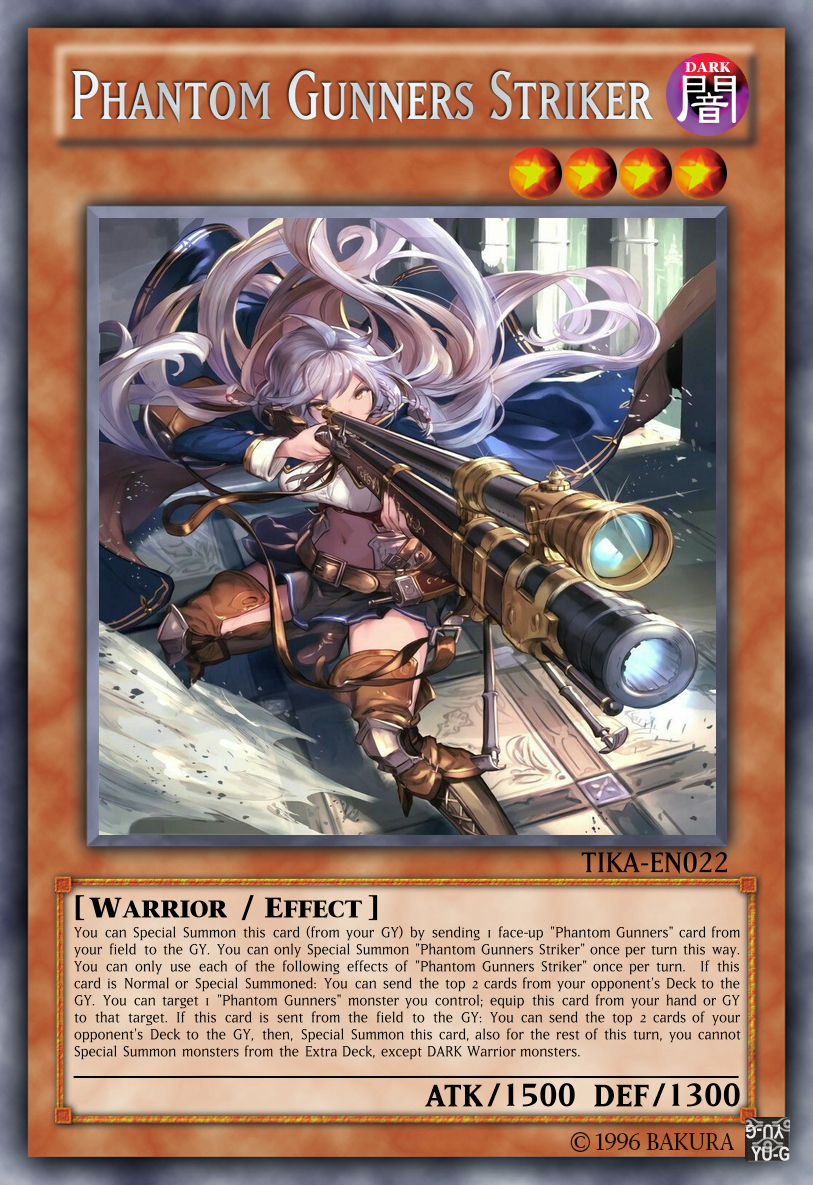 PHANTOM GUNNERS STRIKER
DARK
闇
TIKA-EN022
[ WARRIOR / EFFECT ]
You can Special Summon this card (from your GY) by sending 1 face-up "Phantom Gunners" card from
your field to the GY. You can only Special Summon "Phantom Gunners Striker" once per turn this way.
You can only use each of the following effects of "Phantom Gunners Striker" once per turn.  If this
card is Normal or Special Summoned: You can send the top 2 cards from your opponent's Deck to the
GY. You can target 1 "Phantom Gunners" monster you control; equip this card from your hand or GY
to that target. If this card is sent from the field to the GY: You can send the top 2 cards of your
opponent's Deck to the GY, then, Special Summon this card, also for the rest of this turn, you cannot
Special Summon monsters from the Extra Deck, except DARK Warrior monsters.
ATK/1500 DEF/1300
© 1996 BAKURA
YU-G
YU-G